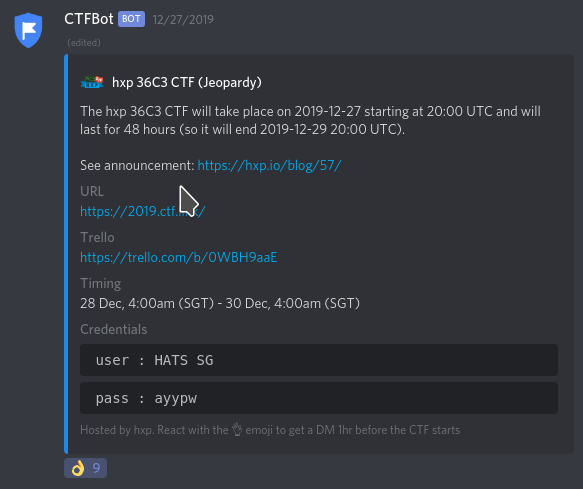 CTFBot BOT 12/27/2019
(edited)
hxp 36C3 CTF (Jeopardy)
The hxp 36C3 CTF will take place on 2019-12-27 starting at 20:00 UTC and will
last for 48 hours (so it will end 2019-12-29 20:00 UTC).
See announcement: https://hxp.io/blog/57/
URL
https://2019.ctf.
Trello
https://trello.com/b/0WBH9aaE
Timing
28 Dec, 4:00am (SGT) - 30 Dec, 4:00am (SGT)
Credentials
user : HATS SG
pass : ayypw
Hosted by hxp. React with the 👌 emoji to get a DM 1hr before the CTF starts
👌 9